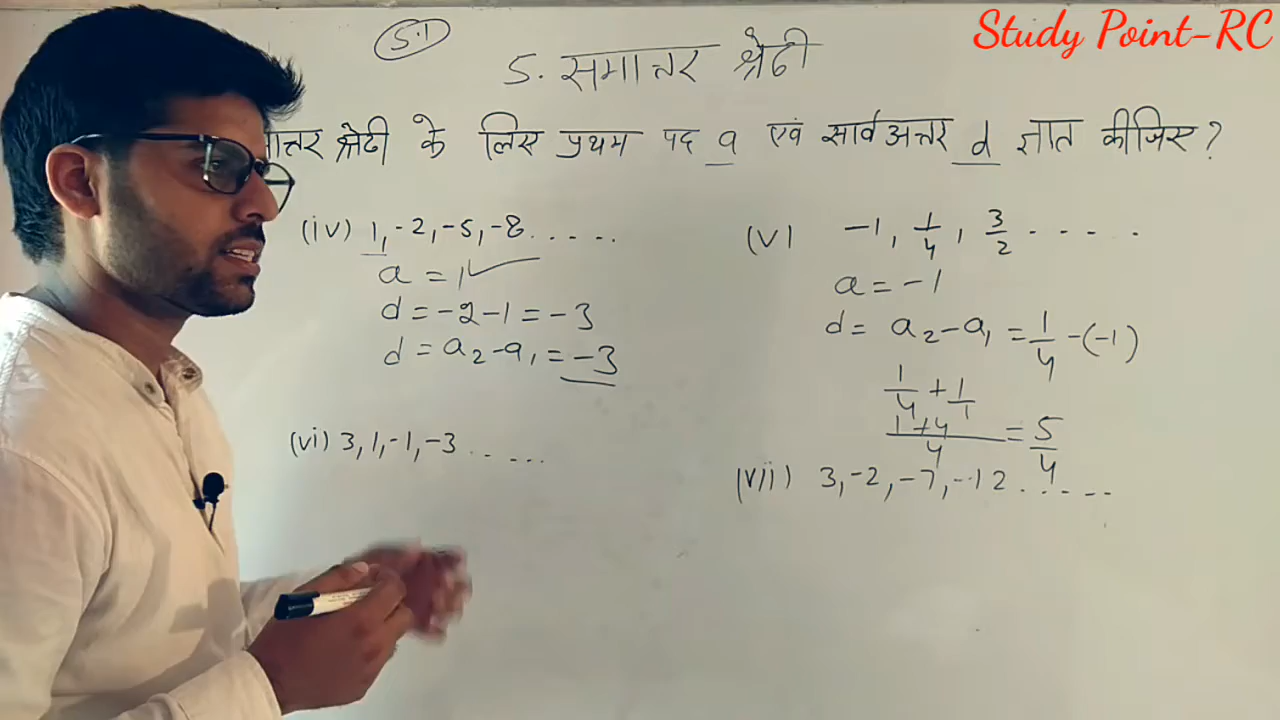 Study Point-RC
5.1
5. समान्तर श्रेढी
ान्तर श्रेढी के लिए प्रथम पद a एवं सार्वअन्तर d ज्ञात कीजिए?
(iv) 1, -2, -5, -8 . . . . .
a = 1 ✓
d = -2 - 1 = -3
d = a₂ - a₁ = -3
(v) -1, 1/4, 3/2 . . . . .
a = -1
d = a₂ - a₁ = 1/4 - (-1)
1/4 + 1/1
1+4/4 = 5/4
(vi) 3, 1, -1, -3 . . . . .
(vii) 3, -2, -7, -12 . . . . .